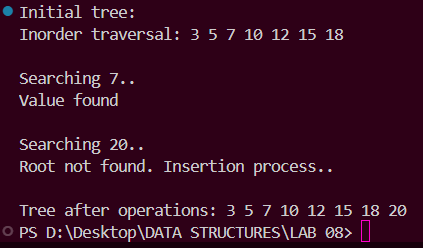 Initial tree:
Inorder traversal: 3 5 7 10 12 15 18
Searching 7..
Value found
Searching 20..
Root not found. Insertion process..
Tree after operations: 3 5 7 10 12 15 18 20
PS D:\Desktop\DATA STRUCTURES\LAB 08>